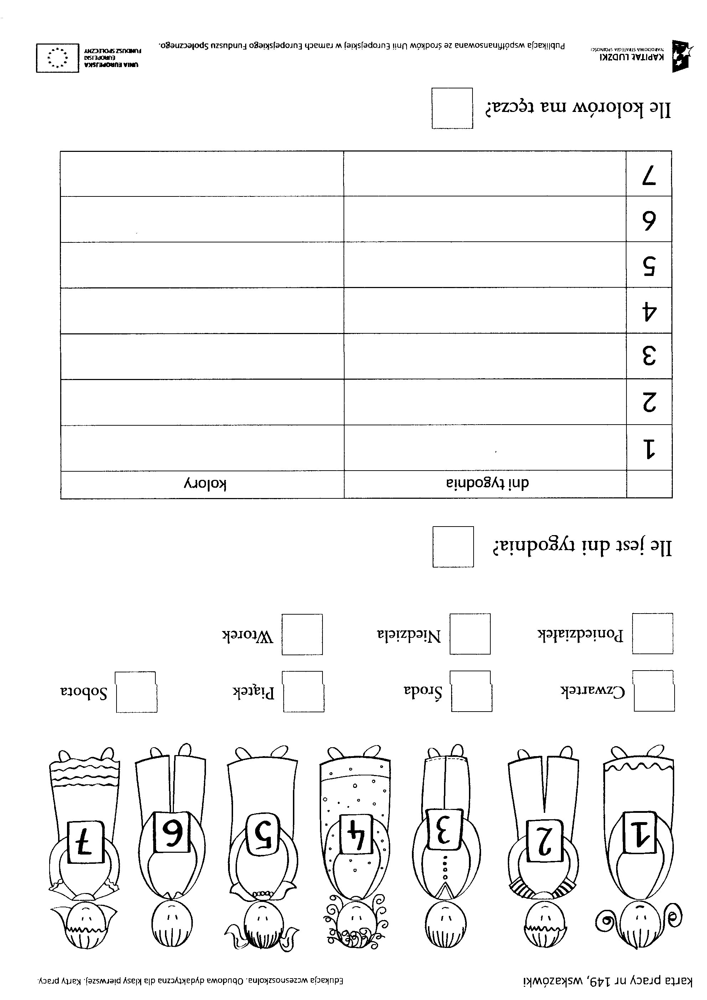 karta pracy nr 149, wskazówki
Edukacja wczesnoszkolna. Obudowa dydaktyczna dla klasy pierwszej. Karty pracy.
1 2 3 4 5 6 7
Czwartek Środa Piątek Sobota
Poniedziałek Niedziela Wtorek
Ile jest dni tygodnia?
dni tygodnia kolory
1
2
3
4
5
6
7
Ile kolorów ma tęcza?
KAPITAŁ LUDZKI
NARODOWA STRATEGIA SPÓJNOŚCI
Publikacja współfinansowana ze środków Unii Europejskiej w ramach Europejskiego Funduszu Społecznego.
UNIA EUROPEJSKA
EUROPEJSKI
FUNDUSZ SPOŁECZNY